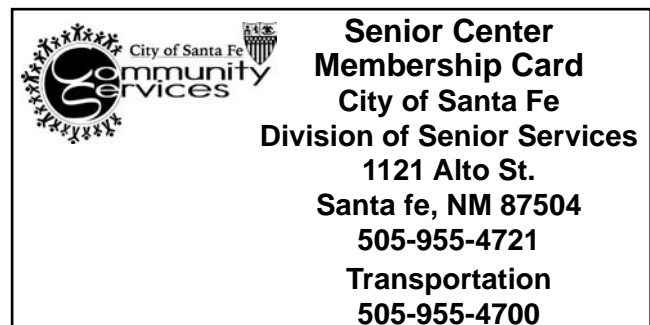 City of Santa Fe
Community
Services
Senior Center
Membership Card
City of Santa Fe
Division of Senior Services
1121 Alto St.
Santa fe, NM 87504
505-955-4721
Transportation
505-955-4700